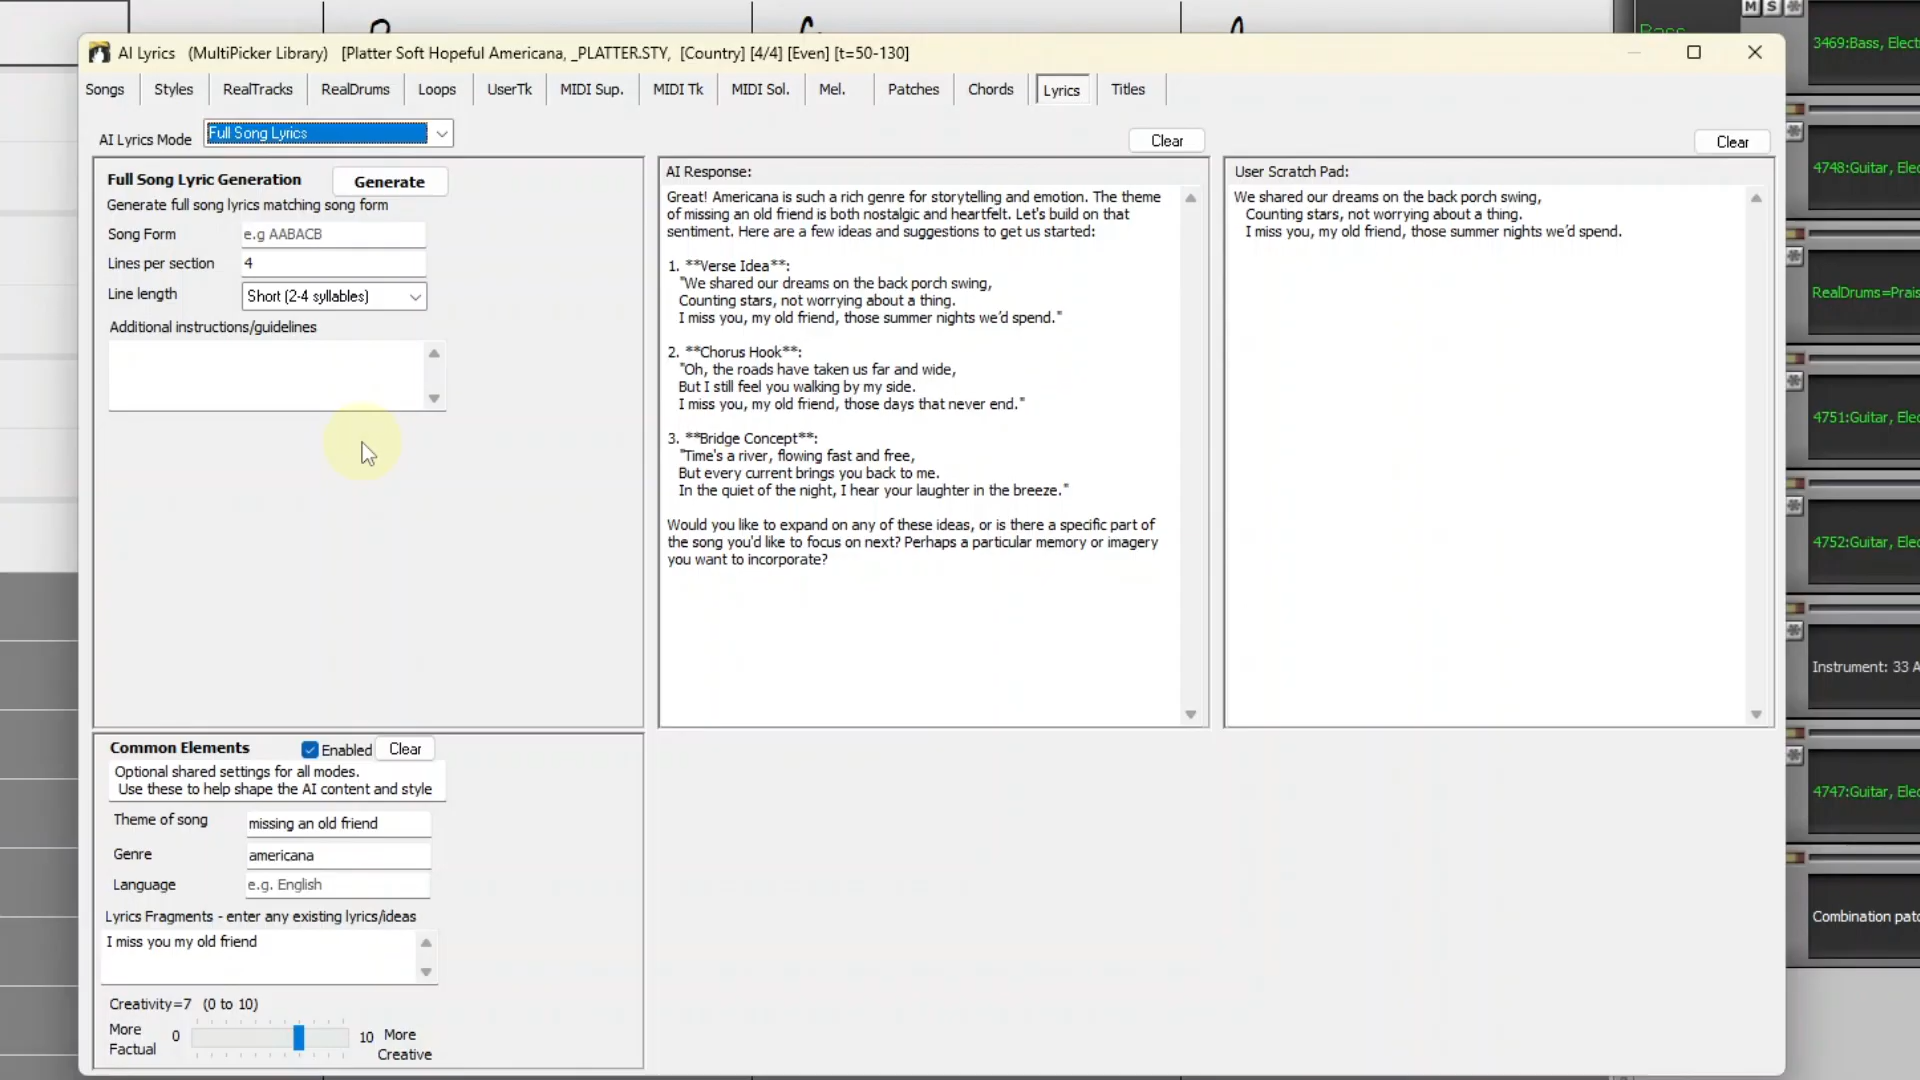 AI Lyrics (MultiPicker Library) [Platter Soft Hopeful Americana, _PLATTER.STY, [Country] [4/4] [Even] [t=50-130]
Songs Styles RealTracks RealDrums Loops UserTk MIDI Sup. MIDI Tk MIDI Sol. Mel. Patches Chords Lyrics Titles
AI Lyrics Mode Full Song Lyrics
Clear
Clear
Full Song Lyric Generation Generate
Generate full song lyrics matching song form
Song Form e.g AABACB
Lines per section 4
Line length Short (2-4 syllables)
Additional instructions/guidelines
AI Response:
Great! Americana is such a rich genre for storytelling and emotion. The theme
of missing an old friend is both nostalgic and heartfelt. Let's build on that
sentiment. Here are a few ideas and suggestions to get us started:
1. **Verse Idea**:
"We shared our dreams on the back porch swing,
Counting stars, not worrying about a thing.
I miss you, my old friend, those summer nights we'd spend."
2. **Chorus Hook**:
"Oh, the roads have taken us far and wide,
But I still feel you walking by my side.
I miss you, my old friend, those days that never end."
3. **Bridge Concept**:
"Time's a river, flowing fast and free,
But every current brings you back to me.
In the quiet of the night, I hear your laughter in the breeze."
Would you like to expand on any of these ideas, or is there a specific part of
the song you'd like to focus on next? Perhaps a particular memory or imagery
you want to incorporate?
User Scratch Pad:
We shared our dreams on the back porch swing,
Counting stars, not worrying about a thing.
I miss you, my old friend, those summer nights we'd spend.
Common Elements Enabled Clear
Optional shared settings for all modes.
Use these to help shape the AI content and style
Theme of song missing an old friend
Genre americana
Language e.g. English
Lyrics Fragments - enter any existing lyrics/ideas
I miss you my old friend
Creativity=7 (0 to 10)
More Factual 0 10 More Creative
M S
Bass
3469:Bass, Elect
4748:Guitar, Elec
RealDrums=Prais
4751:Guitar, Elec
4752:Guitar, Elec
Instrument: 33 A
4747:Guitar, Elec
Combination patc